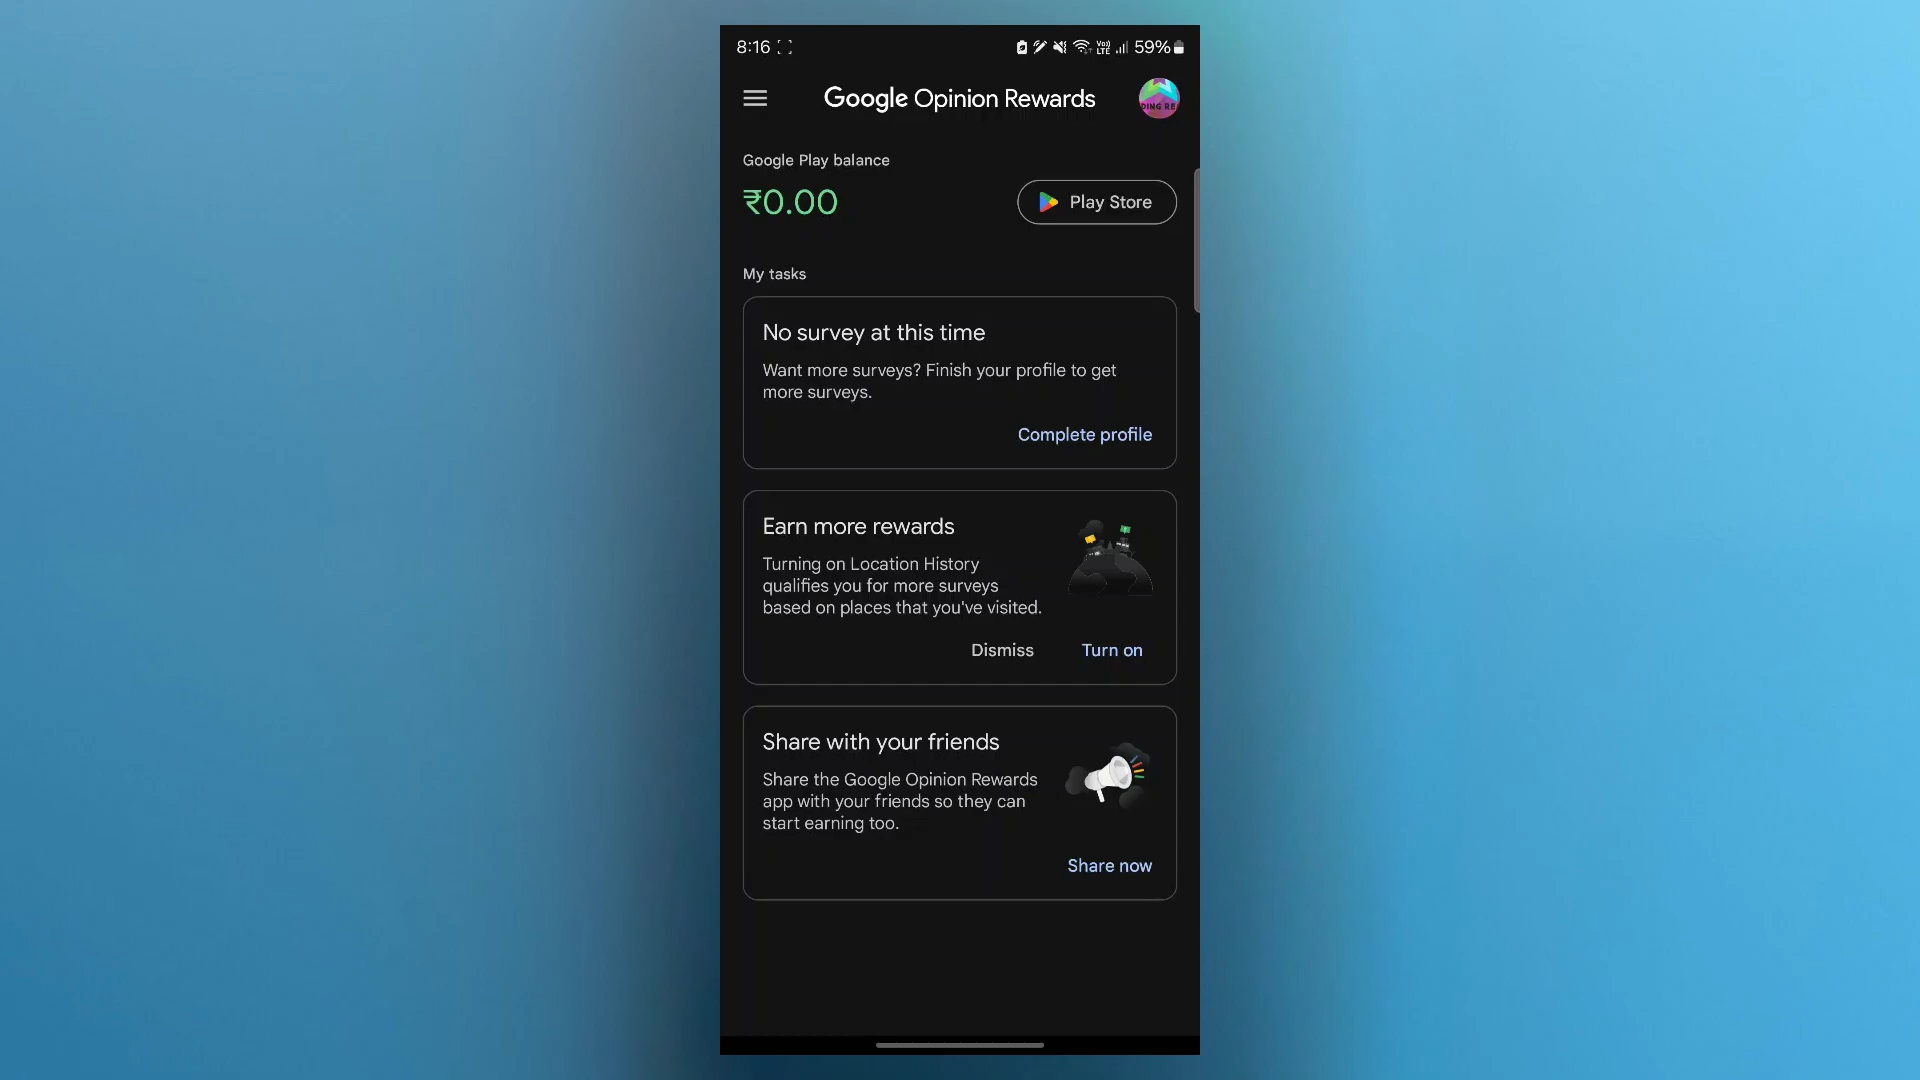 8:16 59%
Google Opinion Rewards
DING RE
Google Play balance
₹0.00
Play Store
My tasks
No survey at this time
Want more surveys? Finish your profile to get
more surveys.
Complete profile
Earn more rewards
Turning on Location History
qualifies you for more surveys
based on places that you've visited.
Dismiss Turn on
Share with your friends
Share the Google Opinion Rewards
app with your friends so they can
start earning too.
Share now